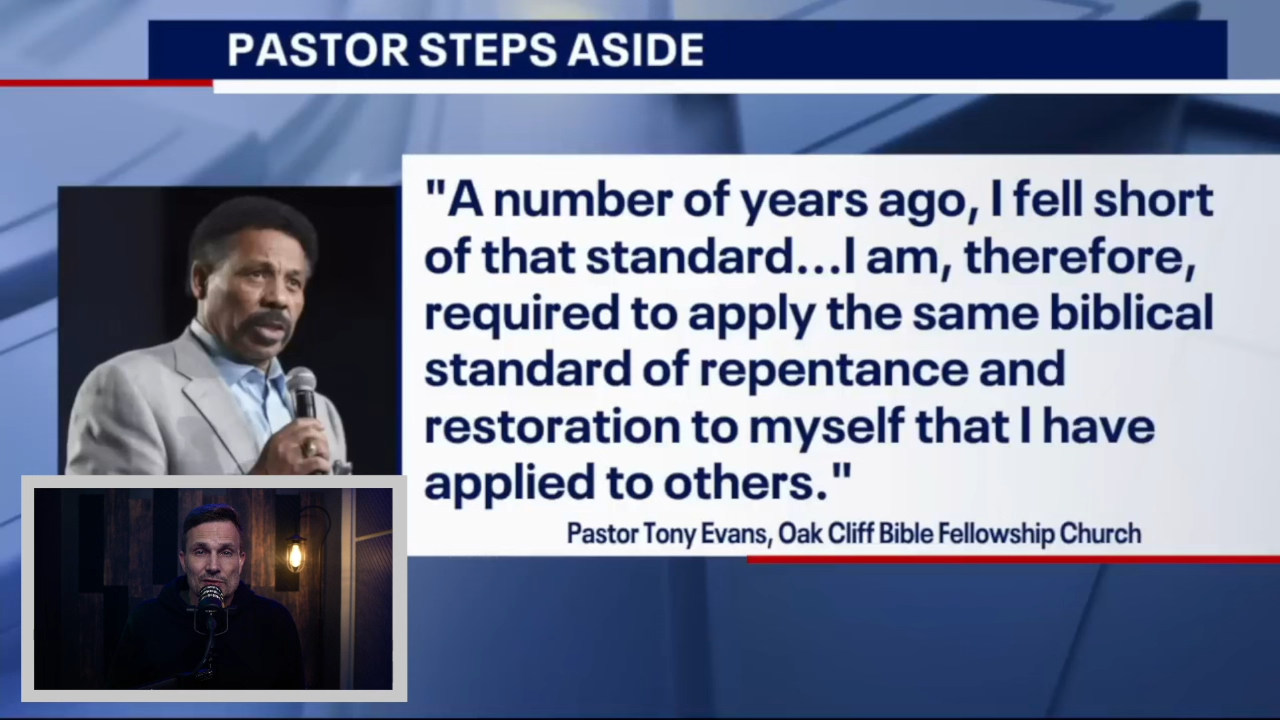 PASTOR STEPS ASIDE
"A number of years ago, I fell short
of that standard...I am, therefore,
required to apply the same biblical
standard of repentance and
restoration to myself that I have
applied to others."
Pastor Tony Evans, Oak Cliff Bible Fellowship Church